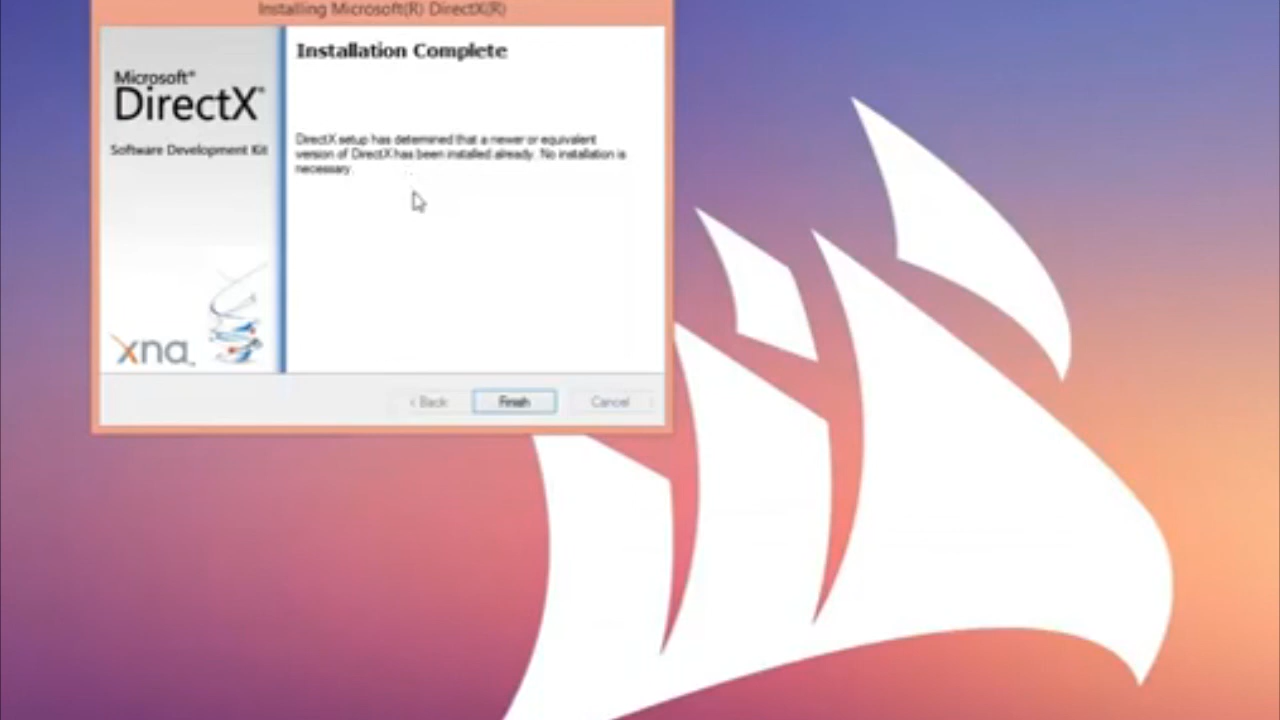 Installing Microsoft(R) DirectX(R)
Installation Complete
Microsoft®
DirectX®
Software Development Kit
DirectX setup has determined that a newer or equivalent
version of DirectX has been installed already. No installation is
necessary.
xna™
< Back
Finish
Cancel